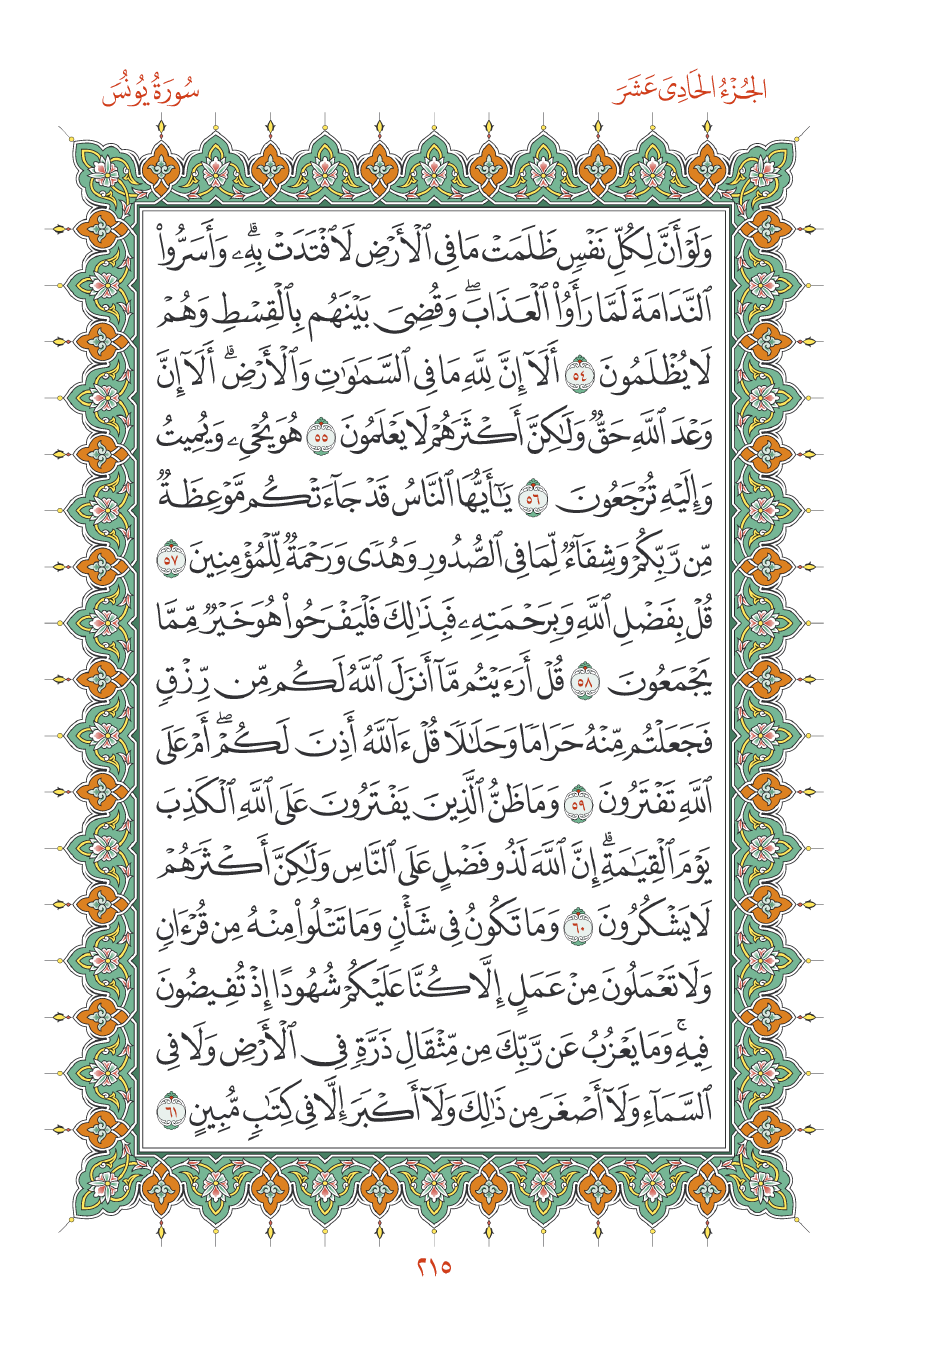 الجُزْءُ الحَادِىَ عَشَرَ
سُورَةُ يُونُسَ
وَلَوْ أَنَّ لِكُلِّ نَفْسٖ ظَلَمَتْ مَا فِي ٱلْأَرْضِ لَٱفْتَدَتْ بِهِۦۗ وَأَسَرُّواْ
ٱلنَّدَامَةَ لَمَّا رَأَوُاْ ٱلْعَذَابَۖ وَقُضِيَ بَيْنَهُم بِٱلْقِسْطِ وَهُمْ
لَا يُظْلَمُونَ ٥٤ أَلَآ إِنَّ لِلَّهِ مَا فِي ٱلسَّمَٰوَٰتِ وَٱلْأَرْضِۗ أَلَآ إِنَّ
وَعْدَ ٱللَّهِ حَقّٞ وَلَٰكِنَّ أَكْثَرَهُمْ لَا يَعْلَمُونَ ٥٥ هُوَ يُحْيِۦ وَيُمِيتُ
وَإِلَيْهِ تُرْجَعُونَ ٥٦ يَٰٓأَيُّهَا ٱلنَّاسُ قَدْ جَآءَتْكُم مَّوْعِظَةٞ
مِّن رَّبِّكُمْ وَشِفَآءٞ لِّمَا فِي ٱلصُّدُورِ وَهُدٗى وَرَحْمَةٞ لِّلْمُؤْمِنِينَ ٥٧
قُلْ بِفَضْلِ ٱللَّهِ وَبِرَحْمَتِهِۦ فَبِذَٰلِكَ فَلْيَفْرَحُواْ هُوَ خَيْرٞ مِّمَّا
يَجْمَعُونَ ٥٨ قُلْ أَرَءَيْتُم مَّآ أَنزَلَ ٱللَّهُ لَكُم مِّن رِّزْقٖ
فَجَعَلْتُم مِّنْهُ حَرَامٗا وَحَلَٰلٗا قُلْ ءَآللَّهُ أَذِنَ لَكُمْۖ أَمْ عَلَى
ٱللَّهِ تَفْتَرُونَ ٥٩ وَمَا ظَنُّ ٱلَّذِينَ يَفْتَرُونَ عَلَى ٱللَّهِ ٱلْكَذِبَ
يَوْمَ ٱلْقِيَٰمَةِۗ إِنَّ ٱللَّهَ لَذُو فَضْلٍ عَلَى ٱلنَّاسِ وَلَٰكِنَّ أَكْثَرَهُمْ
لَا يَشْكُرُونَ ٦٠ وَمَا تَكُونُ فِي شَأْنٖ وَمَا تَتْلُواْ مِنْهُ مِن قُرْءَانٖ
وَلَا تَعْمَلُونَ مِنْ عَمَلٍ إِلَّا كُنَّا عَلَيْكُمْ شُهُودًا إِذْ تُفِيضُونَ
فِيهِۚ وَمَا يَعْزُبُ عَن رَّبِّكَ مِن مِّثْقَالِ ذَرَّةٖ فِي ٱلْأَرْضِ وَلَا فِي
ٱلسَّمَآءِ وَلَآ أَصْغَرَ مِن ذَٰلِكَ وَلَآ أَكْبَرَ إِلَّا فِي كِتَٰبٖ مُّبِينٍ ٦١
٢١٥